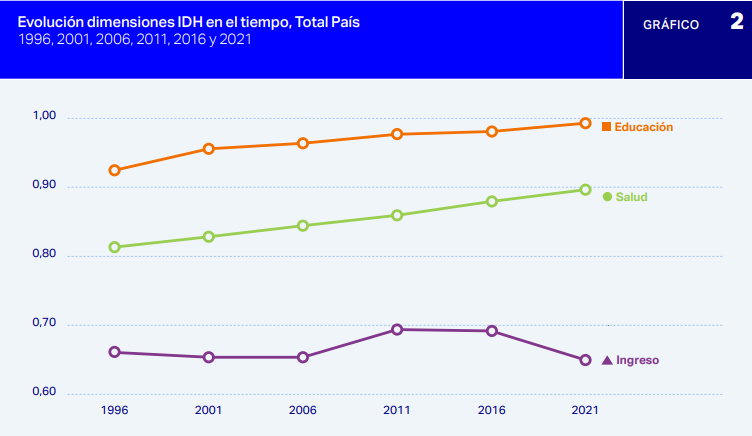 Evolución dimensiones IDH en el tiempo, Total País
1996, 2001, 2006, 2011, 2016 y 2021
GRÁFICO 2
1,00
Educación
0,90
Salud
0,80
0,70
Ingreso
0,60
1996 2001 2006 2011 2016 2021